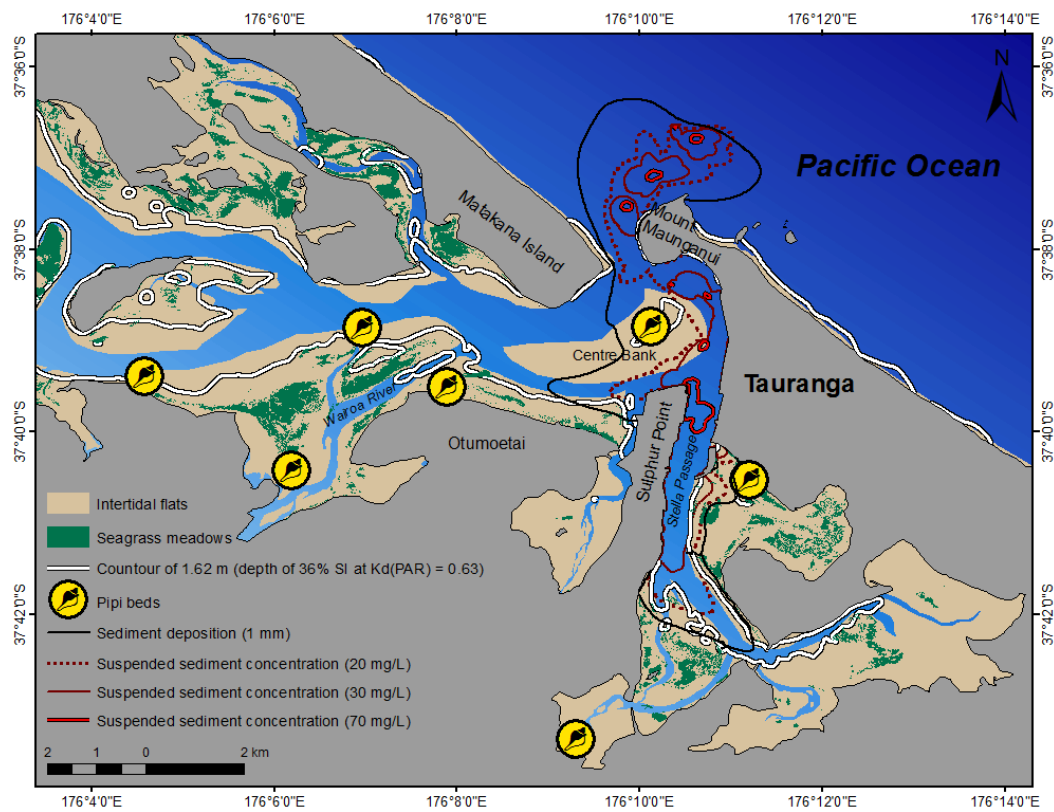 176°4'0"E 176°6'0"E 176°8'0"E 176°10'0"E 176°12'0"E 176°14'0"E
37°36'0"S
37°36'0"S
N
Pacific Ocean
Matakana Island
Mount
Maunganui
37°38'0"S
37°38'0"S
Centre Bank
Tauranga
Wairoa River
Otumoetai
Sulphur Point
Stella Passage
37°40'0"S
37°40'0"S
Intertidal flats
Seagrass meadows
Countour of 1.62 m (depth of 36% SI at Kd(PAR) = 0.63)
Pipi beds
37°42'0"S
37°42'0"S
Sediment deposition (1 mm)
Suspended sediment concentration (20 mg/L)
Suspended sediment concentration (30 mg/L)
Suspended sediment concentration (70 mg/L)
2 1 0 2 km
176°4'0"E 176°6'0"E 176°8'0"E 176°10'0"E 176°12'0"E 176°14'0"E